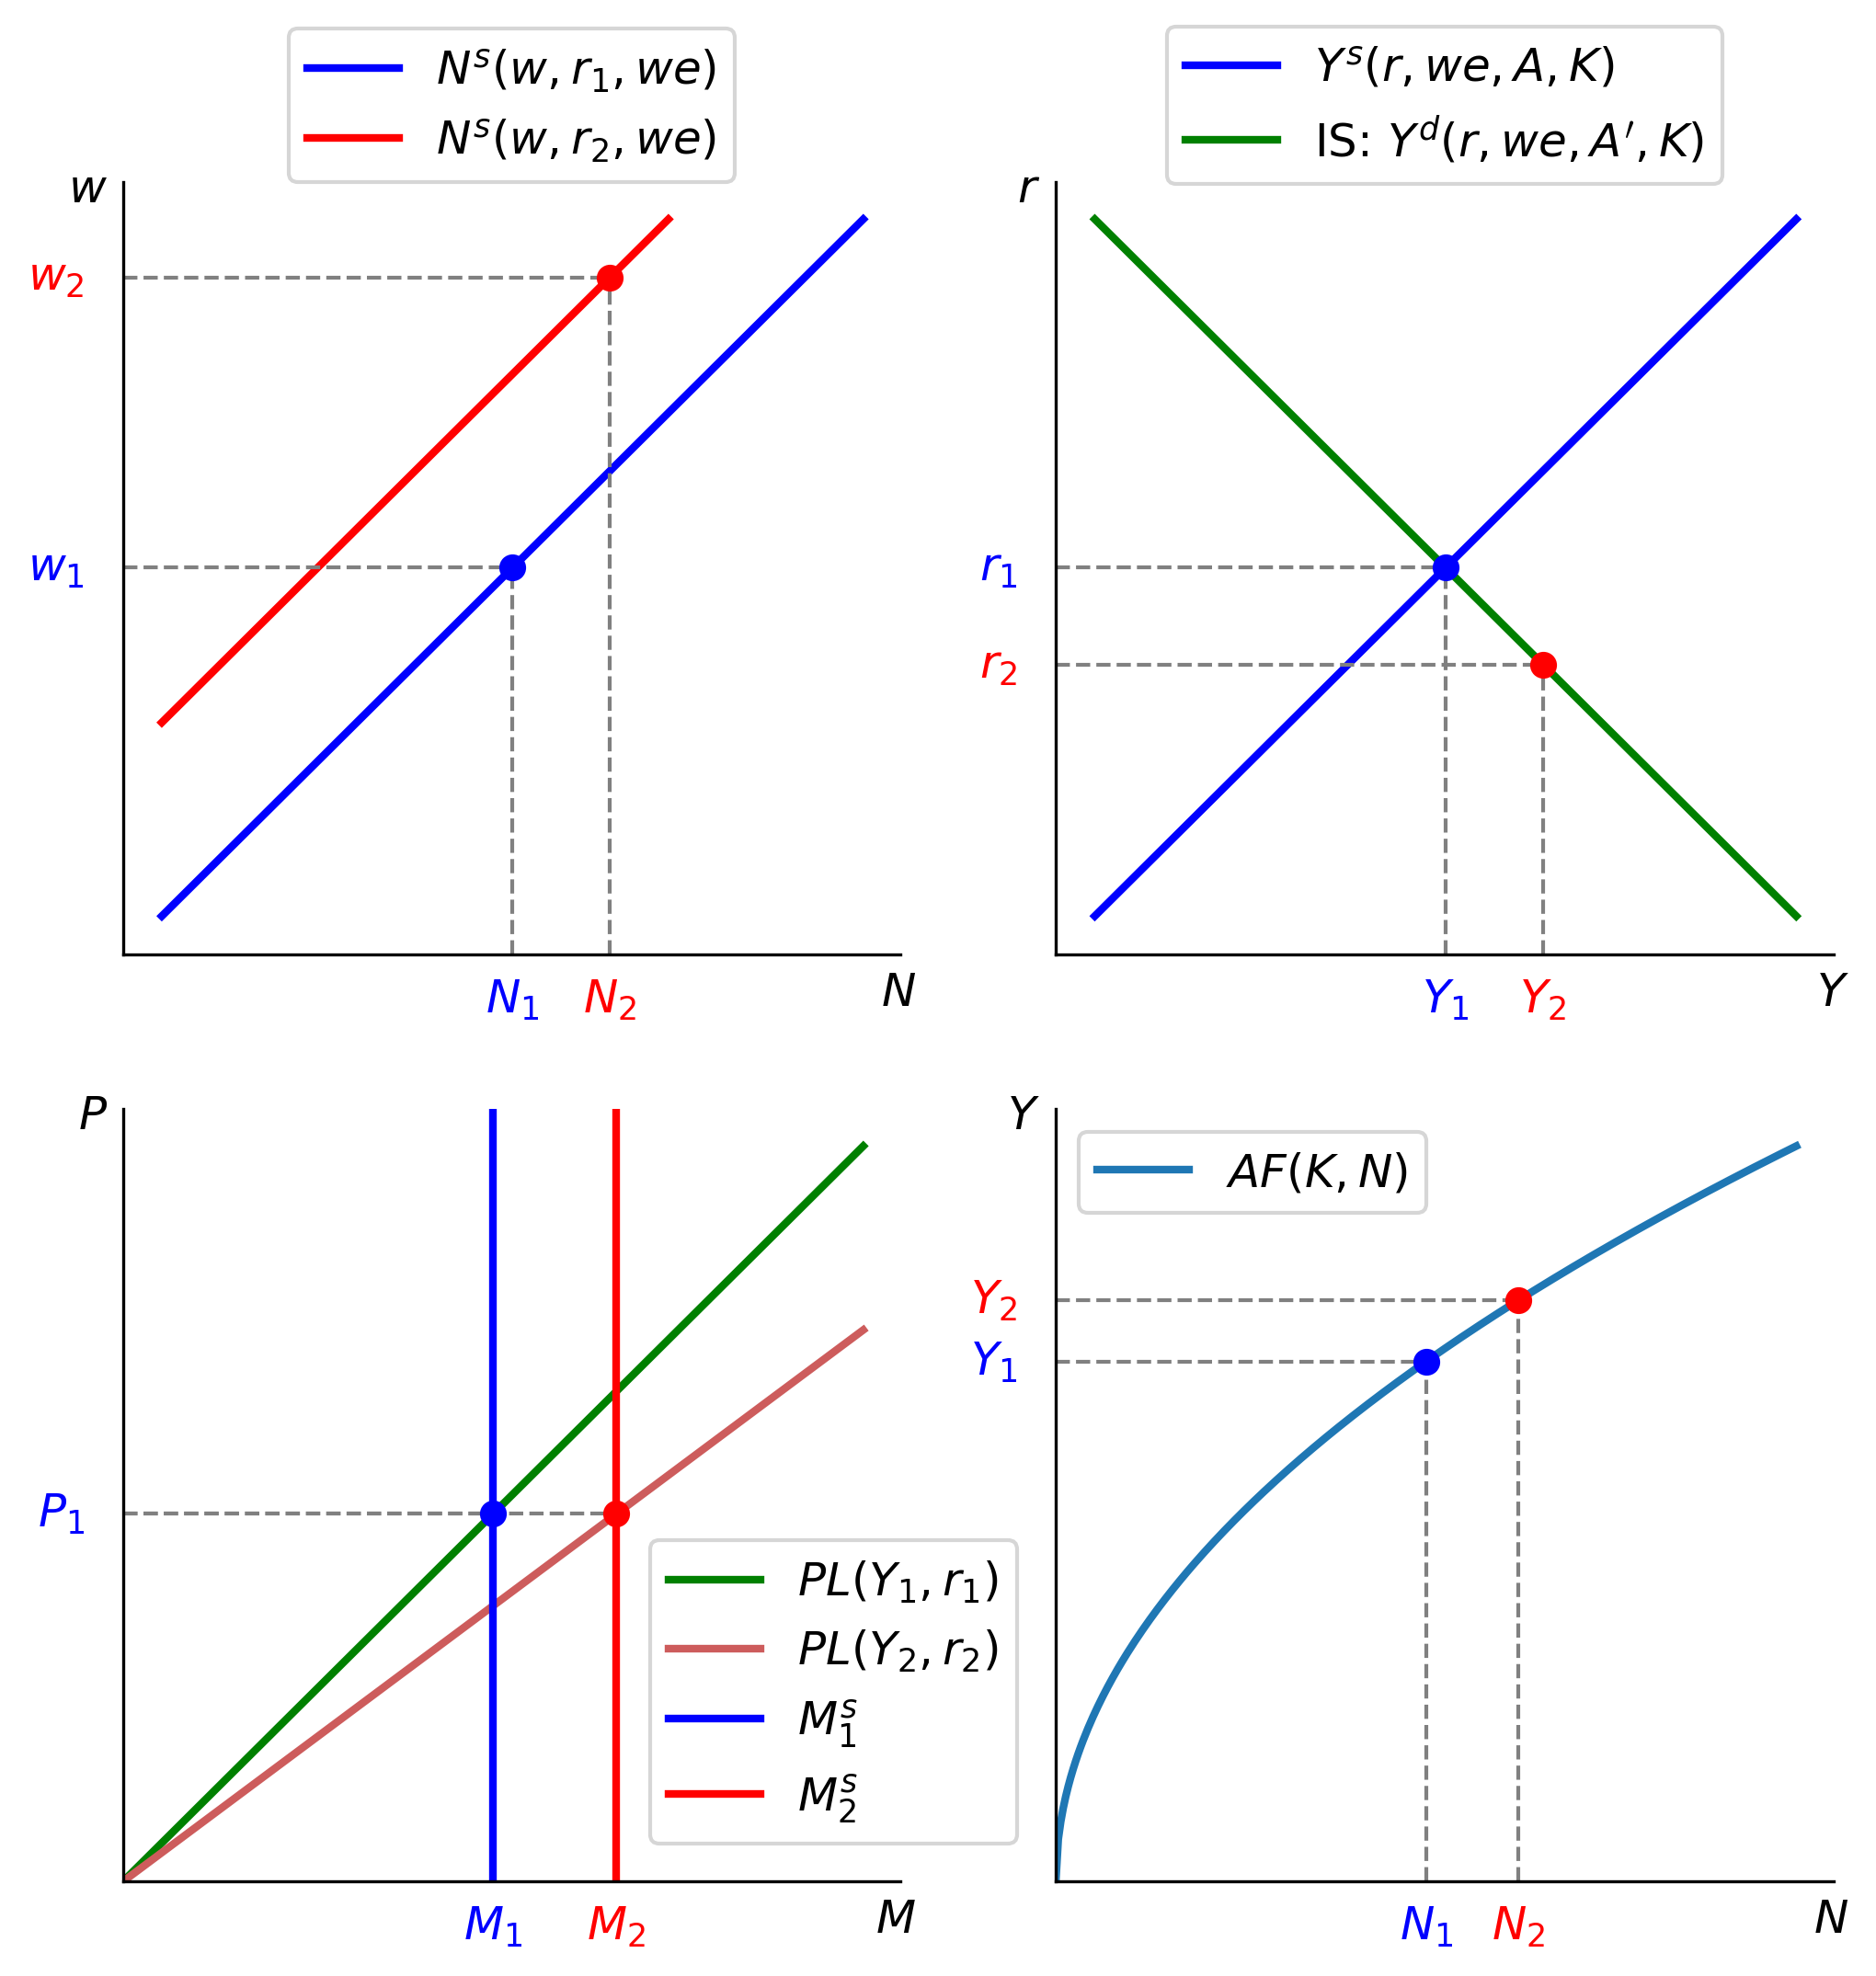 N^s(w, r_1, we)
N^s(w, r_2, we)
w
w_2
w_1
N_1
N_2
N
Y^s(r, we, A, K)
IS: Y^d(r, we, A′, K)
r
r_1
r_2
Y_1
Y_2
Y
P
P_1
PL(Y_1, r_1)
PL(Y_2, r_2)
M_1^s
M_2^s
M_1
M_2
M
Y
AF(K, N)
Y_2
Y_1
N_1
N_2
N